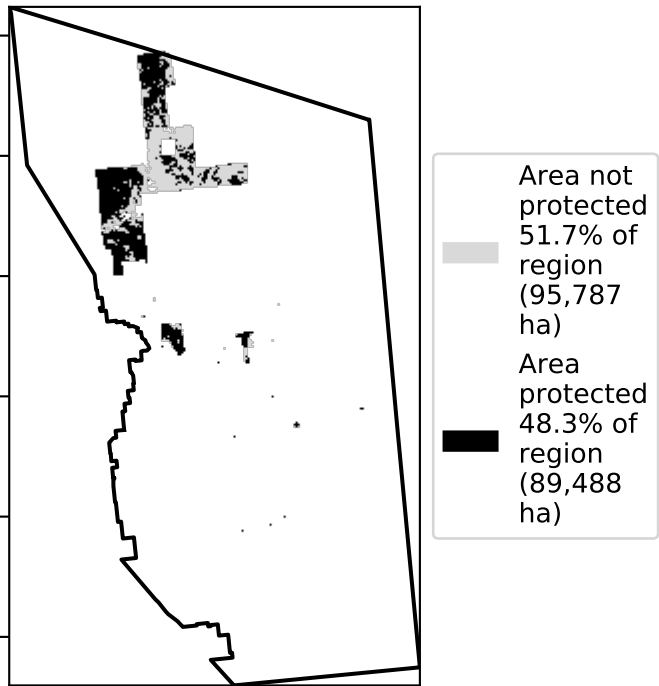 Area not
protected
51.7% of
region
(95,787
ha)
Area
protected
48.3% of
region
(89,488
ha)